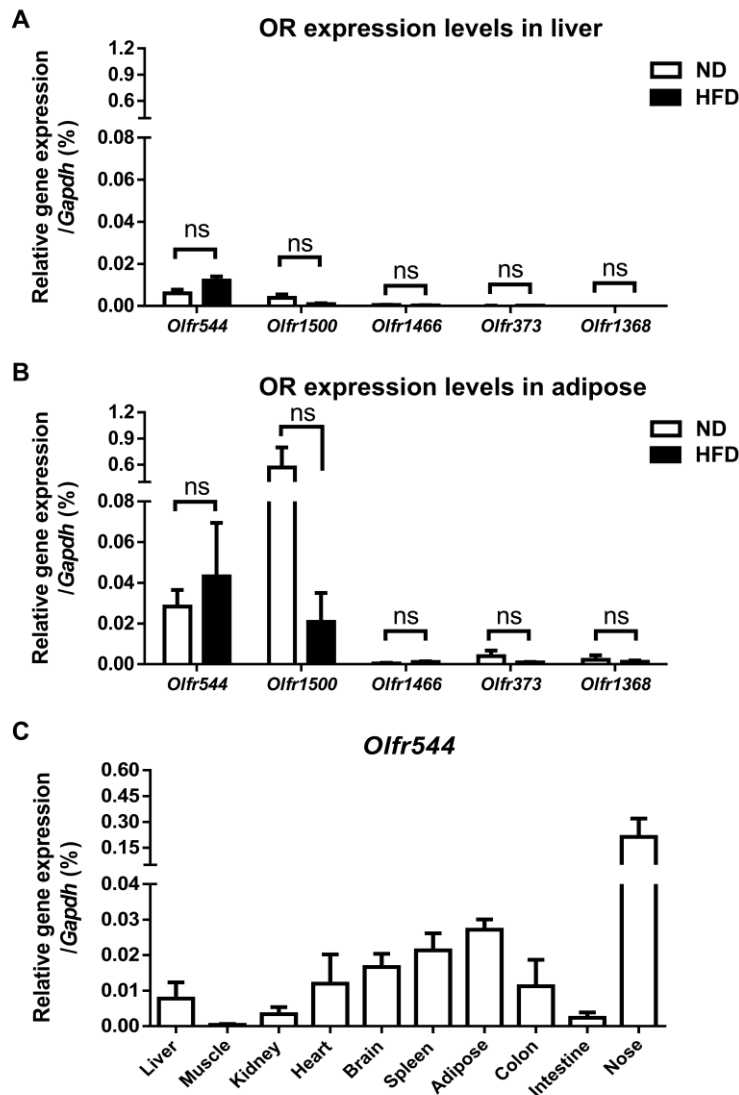 A
OR expression levels in liver
Relative gene expression
/Gapdh (%)
1.2
0.9
0.6
0.08
0.06
0.04
0.02
0.00
ND
HFD
ns
ns
ns
ns
ns
Olfr544
Olfr1500
Olfr1466
Olfr373
Olfr1368
B
OR expression levels in adipose
Relative gene expression
/Gapdh (%)
1.2
0.9
0.6
0.08
0.06
0.04
0.02
0.00
ND
HFD
ns
ns
ns
ns
ns
Olfr544
Olfr1500
Olfr1466
Olfr373
Olfr1368
C
Olfr544
Relative gene expression
/Gapdh (%)
0.60
0.45
0.30
0.15
0.04
0.03
0.02
0.01
0.00
Liver
Muscle
Kidney
Heart
Brain
Spleen
Adipose
Colon
Intestine
Nose